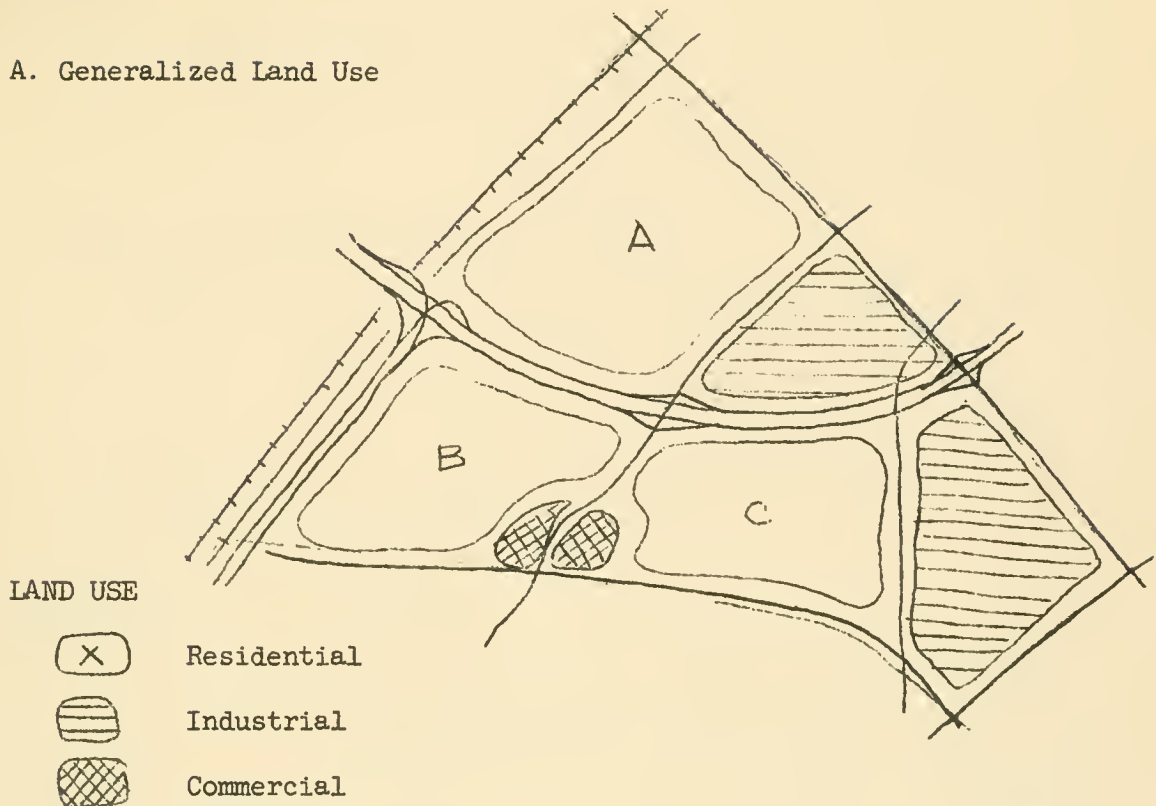 A. Generalized Land Use
A
B
C
LAND USE
X Residential
Industrial
Commercial